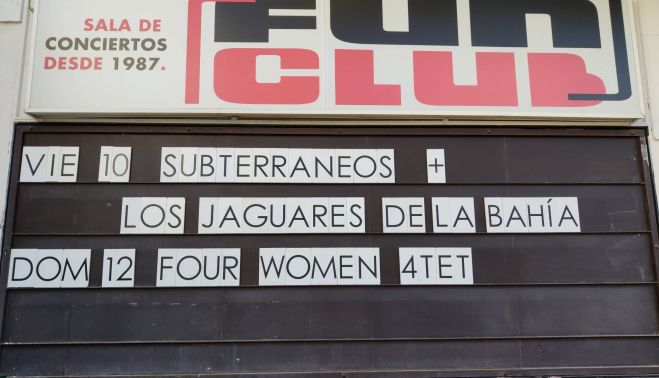 SALA DE
CONCIERTOS
DESDE 1987.
FUN
CLUB
VIE 10 SUBTERRANEOS +
LOS JAGUARES DE LA BAHÍA
DOM 12 FOUR WOMEN 4TET